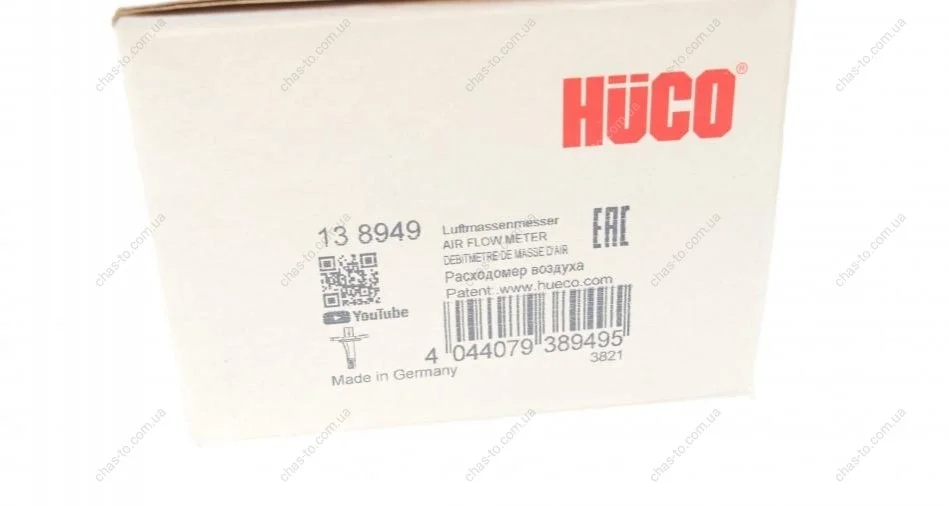 HÜCO®
13 8949
Luftmassenmesser
AIR FLOW METER
DEBITMETRE DE MASSE D'AIR
Расходомер воздуха
Patent: www.hueco.com
EAC
YouTube
4 044079 389495
3821
Made in Germany
chas-to.com.ua